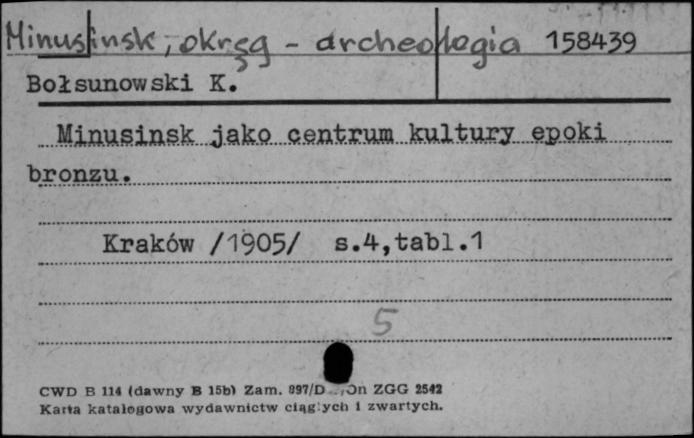 Minusinsk, okręg - archeologia 158439
Bołsunowski K.
Minusinsk jako centrum kultury epoki
bronzu.
Kraków /1905/ s.4,tabl.1
5
CWD B 114 (dawny B 15b) Zam. 897/D ZGG 2542
Karta katalogowa wydawnictw ciągłych i zwartych.